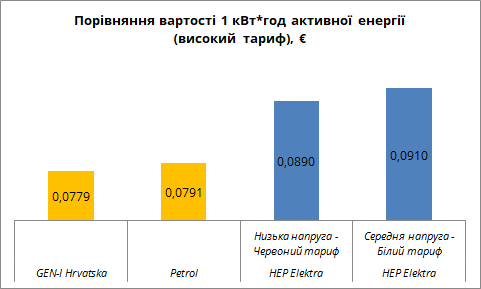 Порівняння вартості 1 кВт*год активної енергії
(високий тариф), €
0,0779
0,0791
0,0890
0,0910
Низька напруга -
Червоний тариф
Середня напруга -
Білий тариф
GEN-I Hrvatska
Petrol
HEP Elektra
HEP Elektra